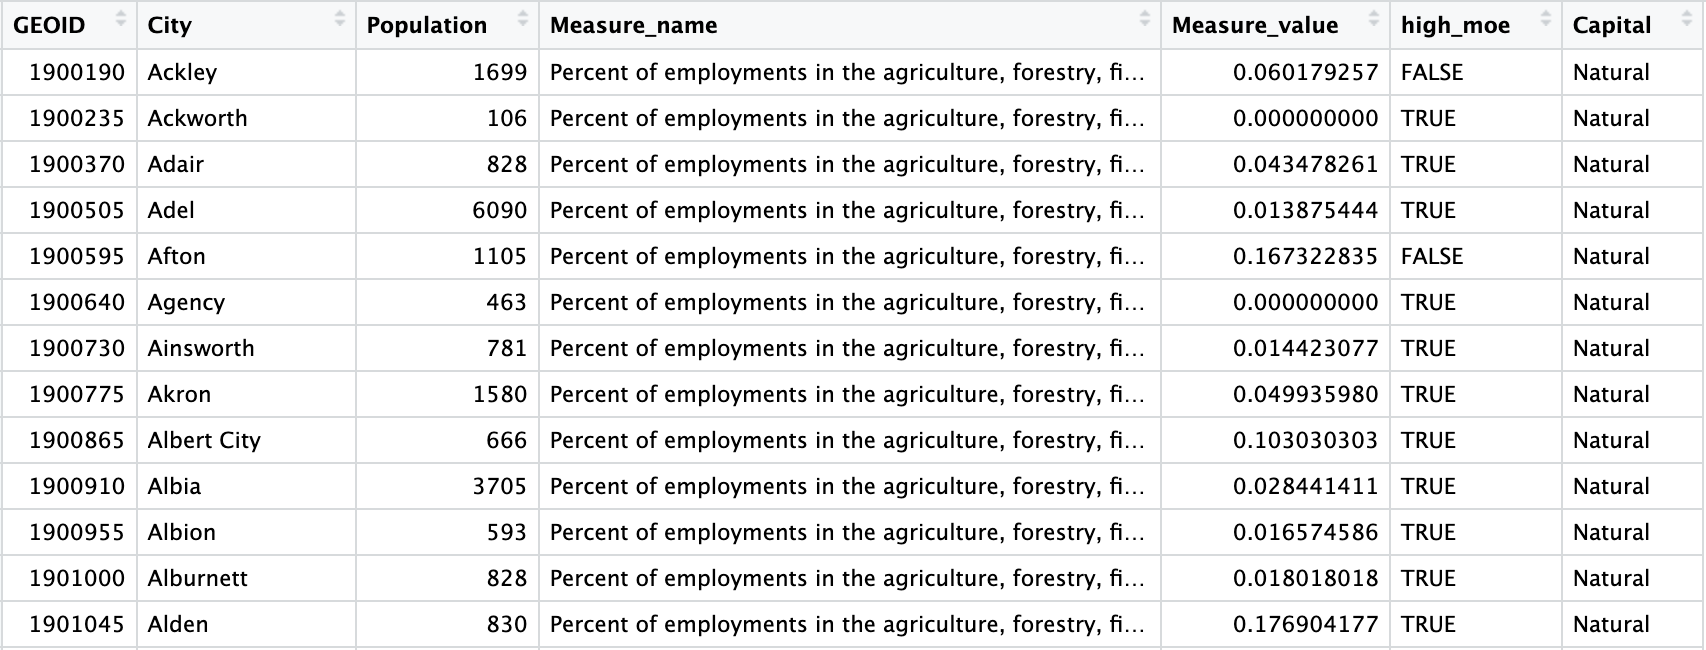 GEOID City Population Measure_name Measure_value high_moe Capital
1900190 Ackley 1699 Percent of employments in the agriculture, forestry, fi... 0.060179257 FALSE Natural
1900235 Ackworth 106 Percent of employments in the agriculture, forestry, fi... 0.000000000 TRUE Natural
1900370 Adair 828 Percent of employments in the agriculture, forestry, fi... 0.043478261 TRUE Natural
1900505 Adel 6090 Percent of employments in the agriculture, forestry, fi... 0.013875444 TRUE Natural
1900595 Afton 1105 Percent of employments in the agriculture, forestry, fi... 0.167322835 FALSE Natural
1900640 Agency 463 Percent of employments in the agriculture, forestry, fi... 0.000000000 TRUE Natural
1900730 Ainsworth 781 Percent of employments in the agriculture, forestry, fi... 0.014423077 TRUE Natural
1900775 Akron 1580 Percent of employments in the agriculture, forestry, fi... 0.049935980 TRUE Natural
1900865 Albert City 666 Percent of employments in the agriculture, forestry, fi... 0.103030303 TRUE Natural
1900910 Albia 3705 Percent of employments in the agriculture, forestry, fi... 0.028441411 TRUE Natural
1900955 Albion 593 Percent of employments in the agriculture, forestry, fi... 0.016574586 TRUE Natural
1901000 Alburnett 828 Percent of employments in the agriculture, forestry, fi... 0.018018018 TRUE Natural
1901045 Alden 830 Percent of employments in the agriculture, forestry, fi... 0.176904177 TRUE Natural